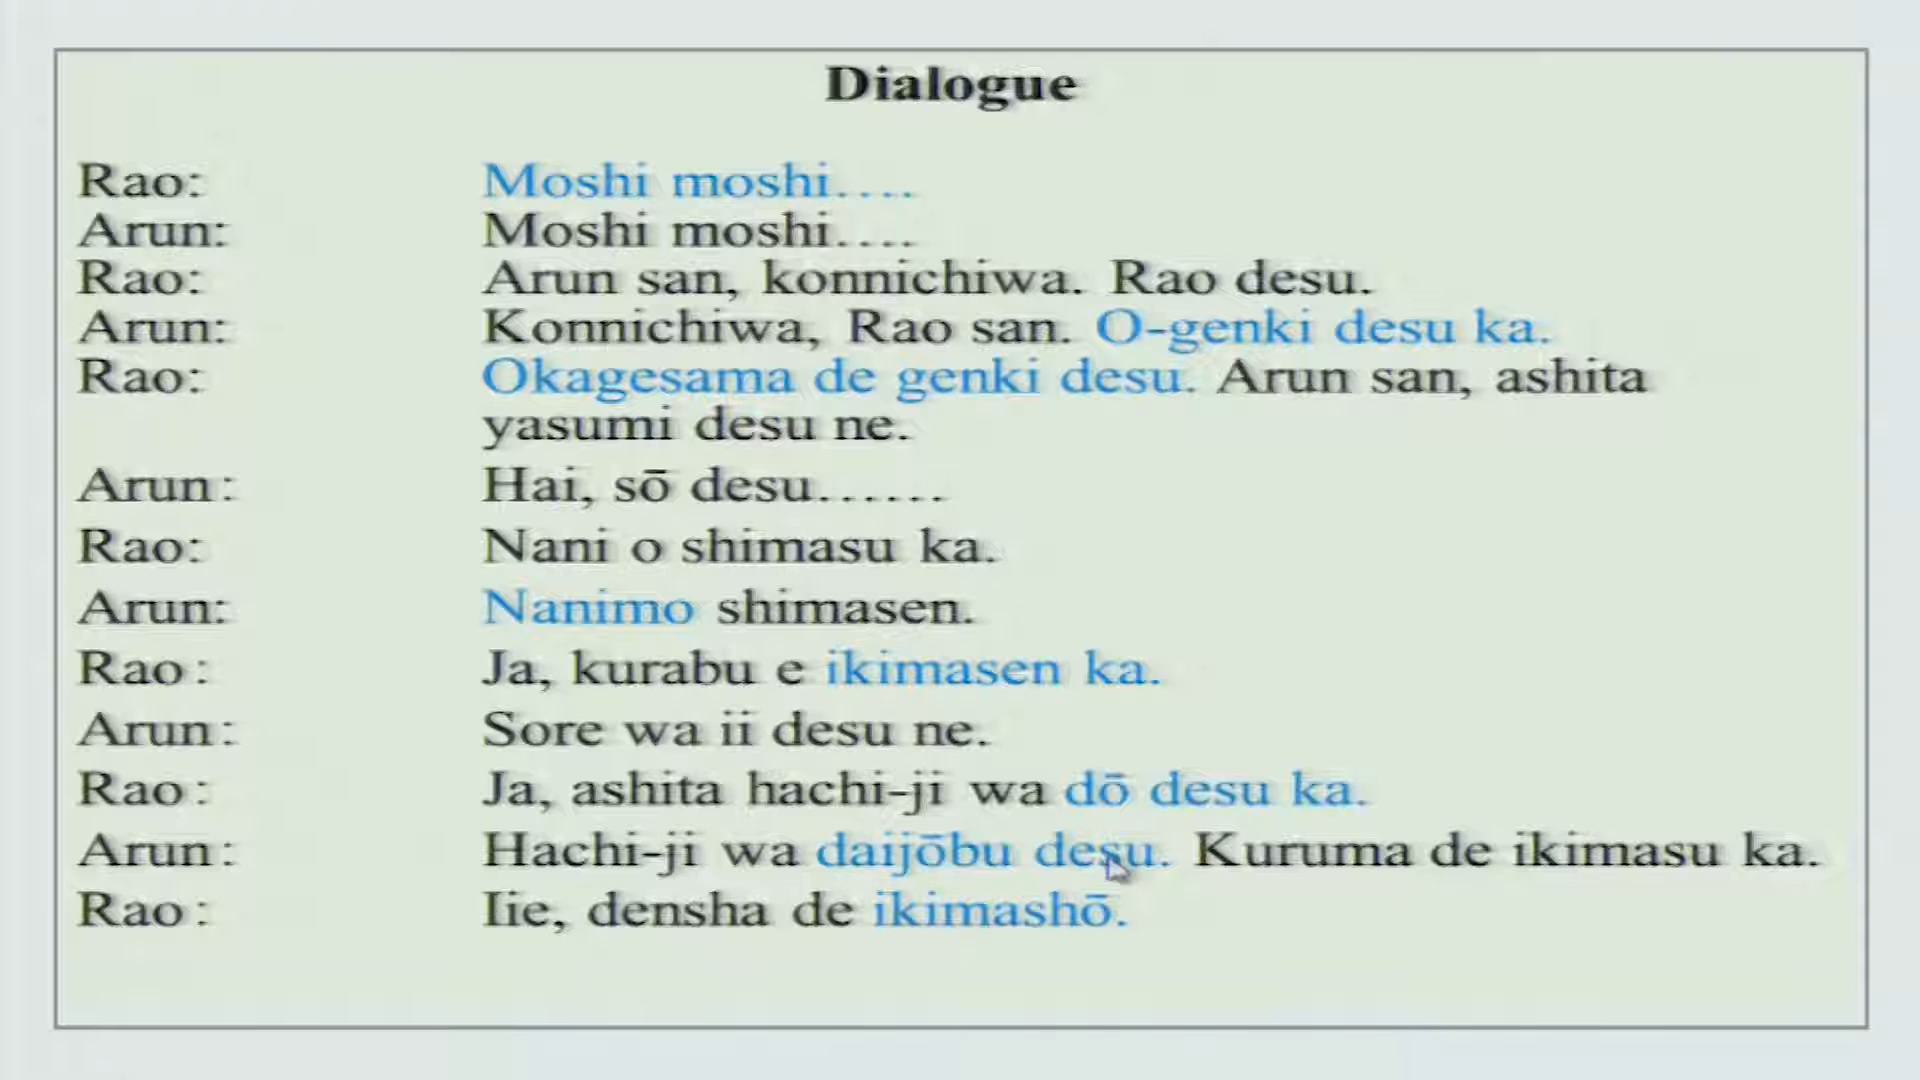 Dialogue
Rao: Moshi moshi....
Arun: Moshi moshi....
Rao: Arun san, konnichiwa. Rao desu.
Arun: Konnichiwa, Rao san. O-genki desu ka.
Rao: Okagesama de genki desu. Arun san, ashita
yasumi desu ne.
Arun: Hai, sō desu......
Rao: Nani o shimasu ka.
Arun: Nanimo shimasen.
Rao : Ja, kurabu e ikimasen ka.
Arun : Sore wa ii desu ne.
Rao : Ja, ashita hachi-ji wa dō desu ka.
Arun : Hachi-ji wa daijōbu desu. Kuruma de ikimasu ka.
Rao : Iie, densha de ikimashō.